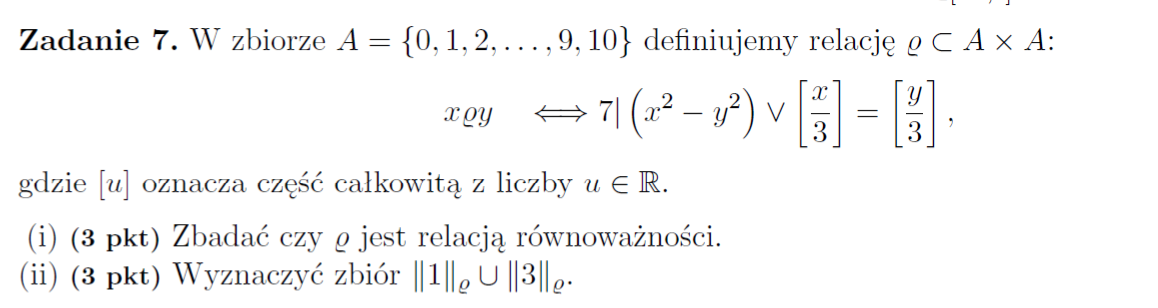 Zadanie 7. W zbiorze A = {0, 1, 2, . . . , 9, 10} definiujemy relację ϱ ⊂ A × A:
xϱy ⟺ 7| (x² − y²) ∨ [x/3] = [y/3],
gdzie [u] oznacza część całkowitą z liczby u ∈ ℝ.
(i) (3 pkt) Zbadać czy ϱ jest relacją równoważności.
(ii) (3 pkt) Wyznaczyć zbiór ‖1‖ϱ ∪ ‖3‖ϱ.